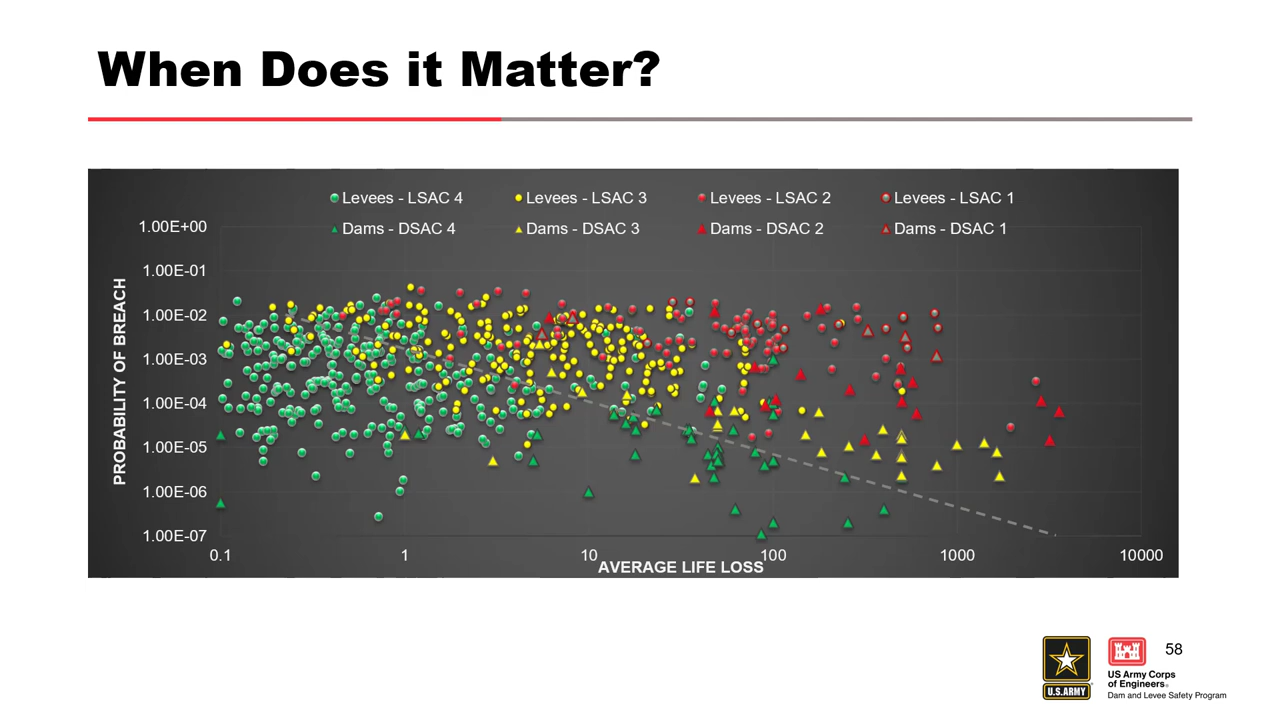 When Does it Matter?
Levees - LSAC 4
Levees - LSAC 3
Levees - LSAC 2
Levees - LSAC 1
Dams - DSAC 4
Dams - DSAC 3
Dams - DSAC 2
Dams - DSAC 1
PROBABILITY OF BREACH
1.00E+00
1.00E-01
1.00E-02
1.00E-03
1.00E-04
1.00E-05
1.00E-06
1.00E-07
0.1
1
10
100
1000
10000
AVERAGE LIFE LOSS
U.S.ARMY
US Army Corps
of Engineers®
Dam and Levee Safety Program
58